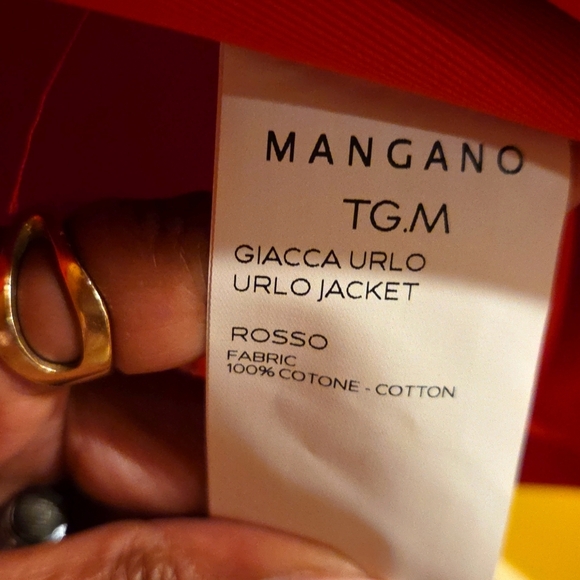 MANGANO
TG.M
GIACCA URLO
URLO JACKET
ROSSO
FABRIC
100% COTONE - COTTON